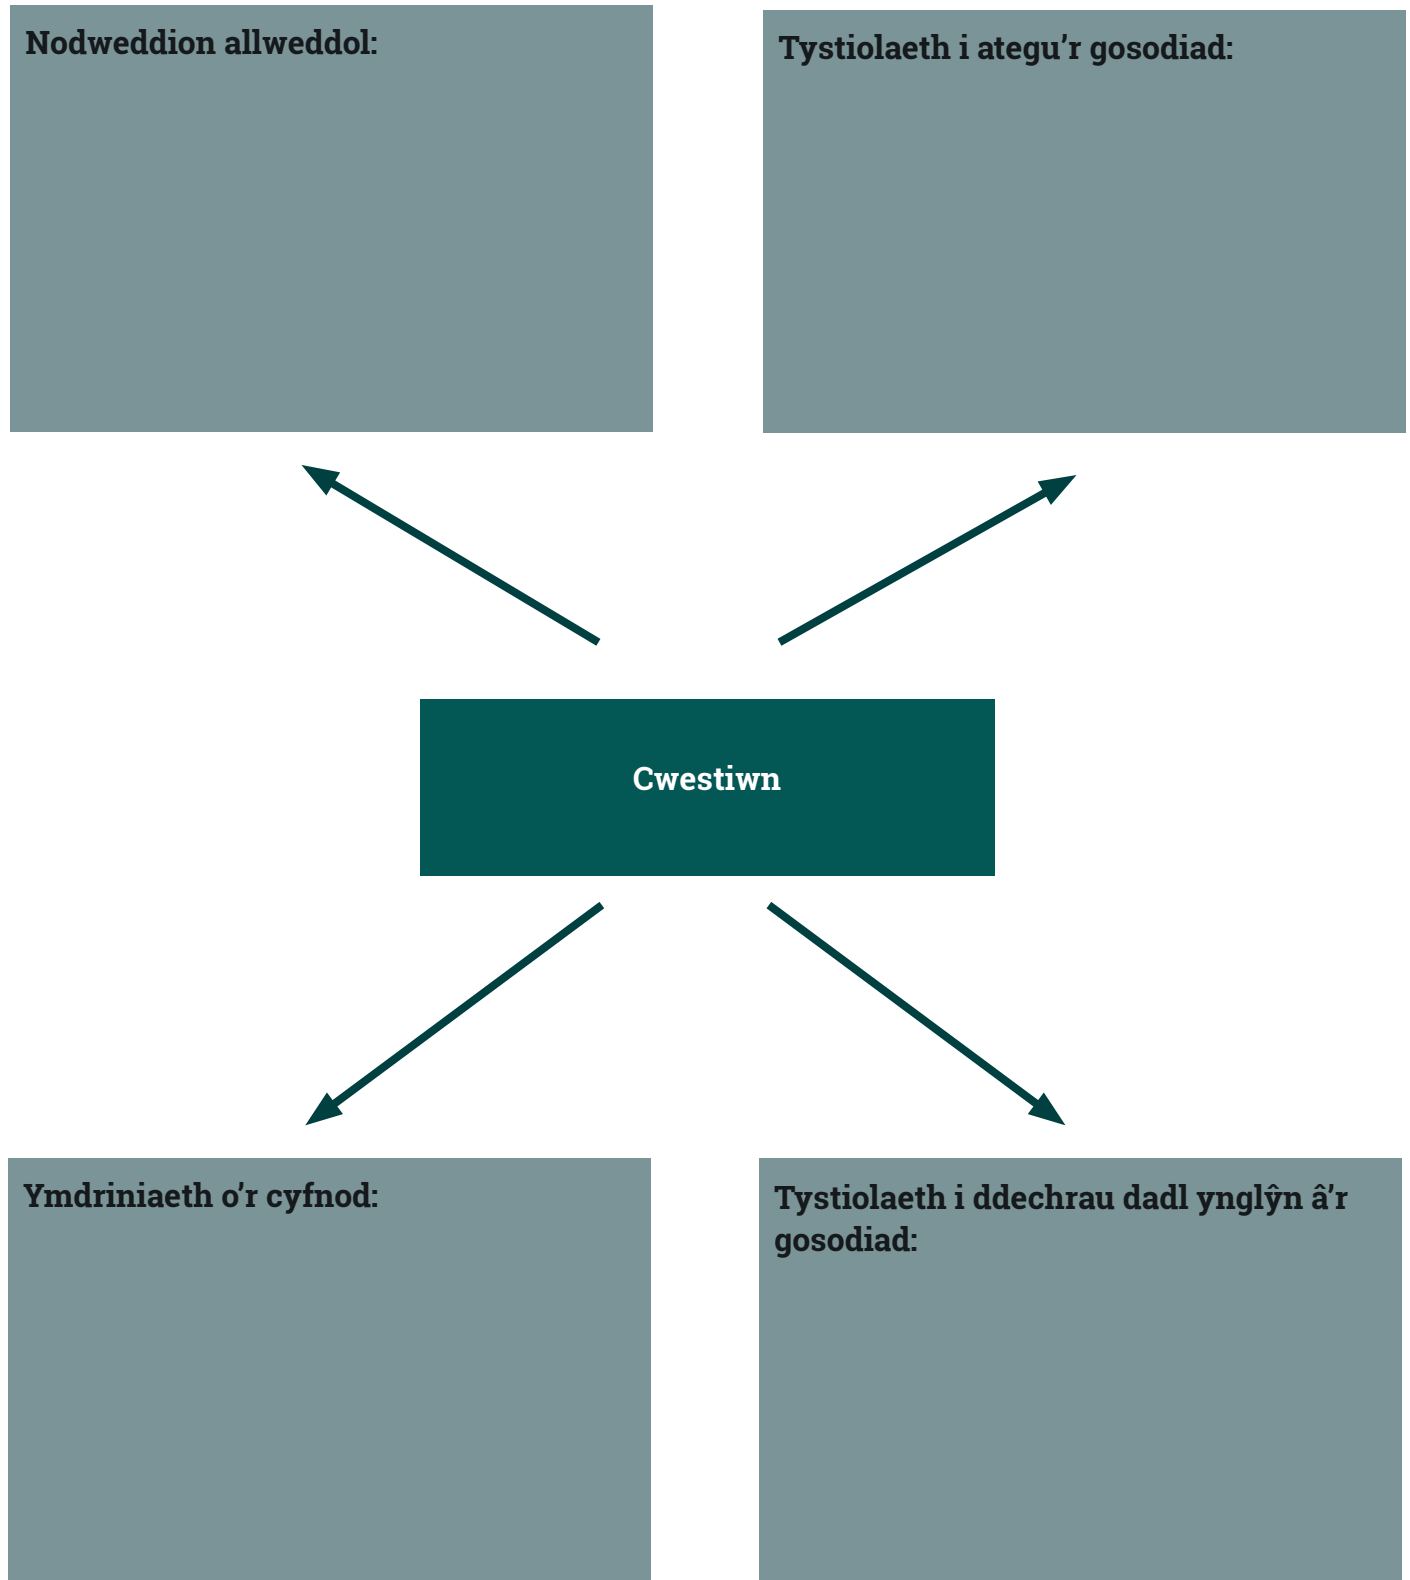 Nodweddion allweddol:
Tystiolaeth i ategu’r gosodiad:
Cwestiwn
Ymdriniaeth o’r cyfnod:
Tystiolaeth i ddechrau dadl ynglŷn â’r
gosodiad: